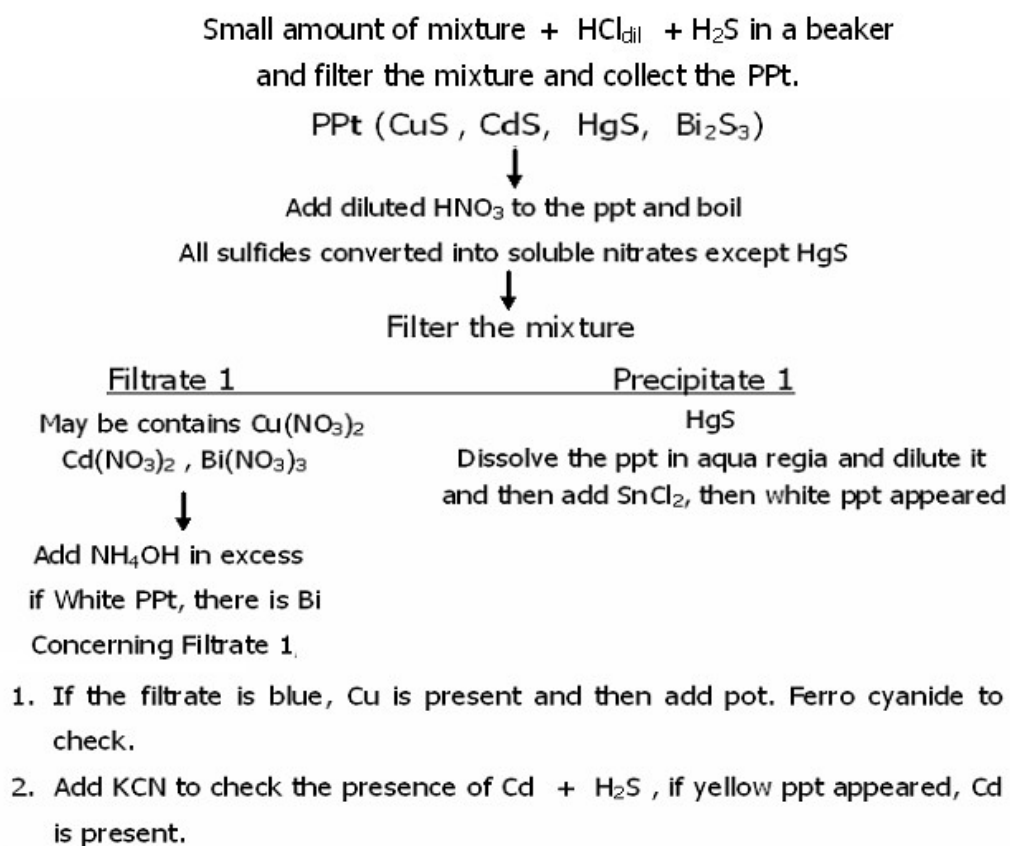 Small amount of mixture + HCl dil + H₂S in a beaker
and filter the mixture and collect the PPt.
PPt (CuS , CdS, HgS, Bi₂S₃)
Add diluted HNO₃ to the ppt and boil
All sulfides converted into soluble nitrates except HgS
Filter the mixture
Filtrate 1 Precipitate 1
May be contains Cu(NO₃)₂
Cd(NO₃)₂ , Bi(NO₃)₃
HgS
Dissolve the ppt in aqua regia and dilute it
and then add SnCl₂, then white ppt appeared
Add NH₄OH in excess
if White PPt, there is Bi
Concerning Filtrate 1
1. If the filtrate is blue, Cu is present and then add pot. Ferro cyanide to
check.
2. Add KCN to check the presence of Cd + H₂S , if yellow ppt appeared, Cd
is present.